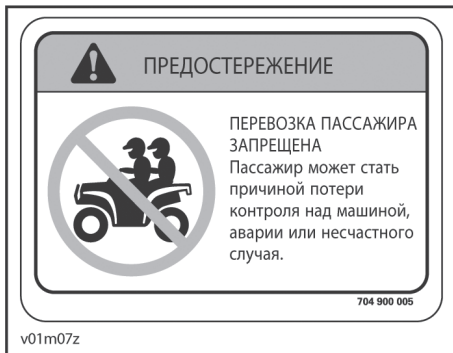 ПРЕДОСТЕРЕЖЕНИЕ
ПЕРЕВОЗКА ПАССАЖИРА
ЗАПРЕЩЕНА
Пассажир может стать
причиной потери
контроля над машиной,
аварии или несчастного
случая.
704 900 005
v01m07z